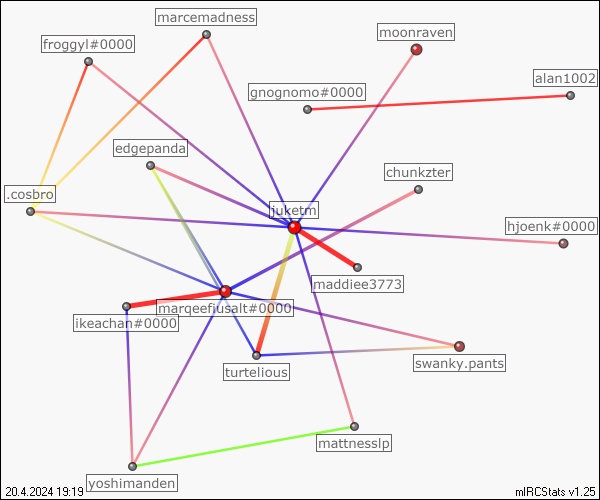 marcemadness
moonraven
froggyl#0000
alan1002
gnognomo#0000
edgepanda
chunkzter
.cosbro
juketm
hjoenk#0000
maddiee3773
marqeefiusalt#0000
ikeachan#0000
swanky.pants
turtelious
mattnesslp
yoshimanden
20.4.2024 19:19
mIRCStats v1.25